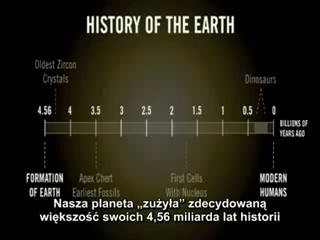 HISTORY OF THE EARTH
Oldest Zircon
Crystals
Dinosaurs
4.56 4 3.5 3 2.5 2 1.5 1 0.5 0
BILLIONS OF
YEARS AGO
FORMATION
OF EARTH
Apex Chert
Earliest Fossils
First Cells
With Nucleus
MODERN
HUMANS
Nasza planeta „zużyła” zdecydowaną
większość swoich 4,56 miliarda lat historii